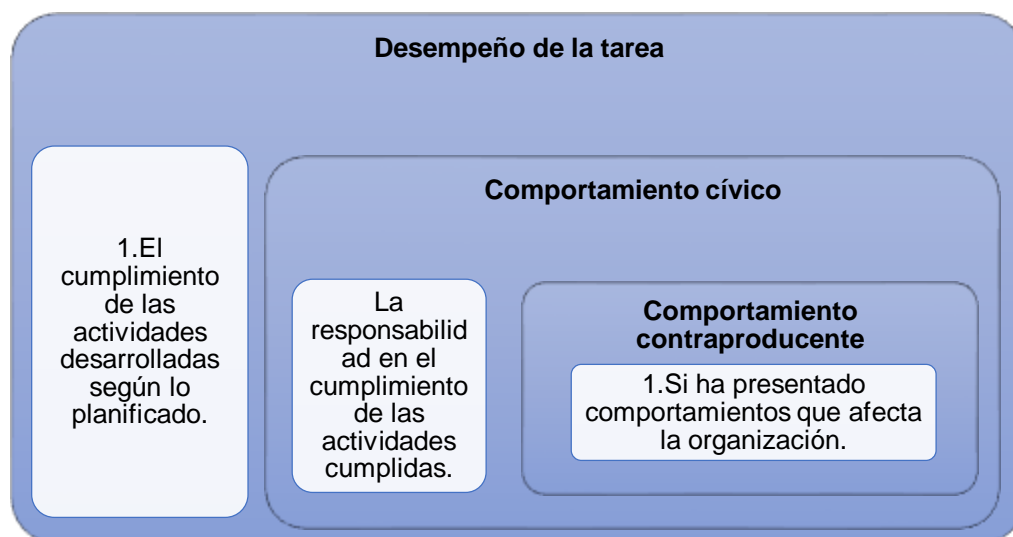 Desempeño de la tarea
1.El
cumplimiento
de las
actividades
desarrolladas
según lo
planificado.
Comportamiento cívico
La
responsabilid
ad en el
cumplimiento
de las
actividades
cumplidas.
Comportamiento
contraproducente
1.Si ha presentado
comportamientos que afecta
la organización.